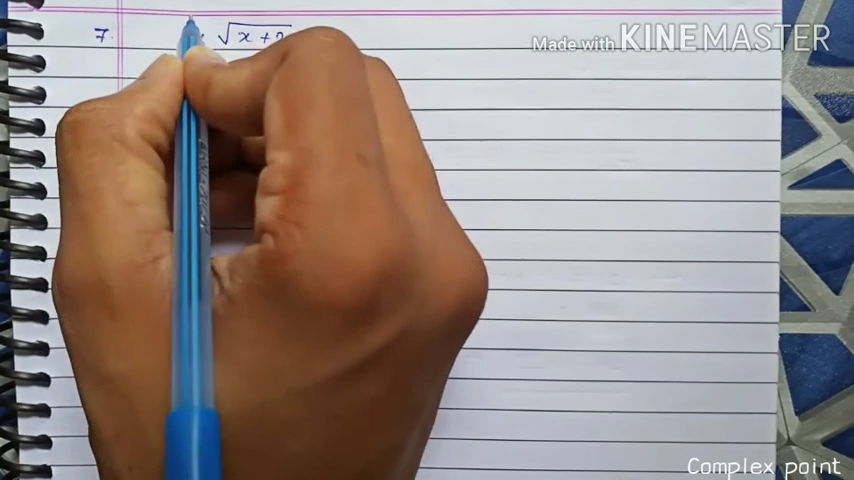 7. x √x+2
Made with KINEMASTER
Complex point